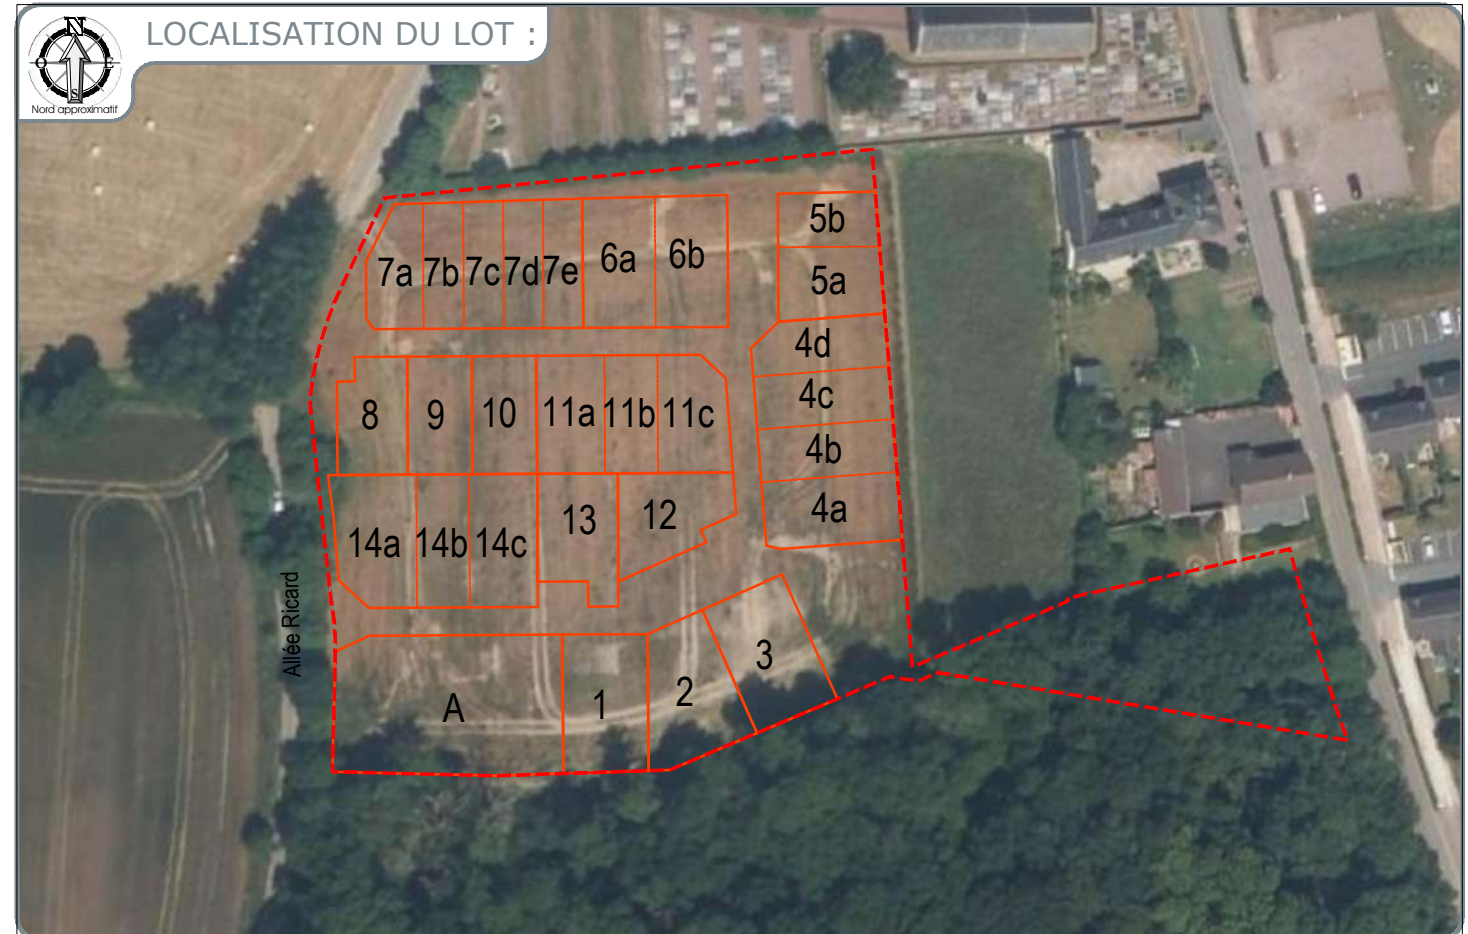 LOCALISATION DU LOT :
N
O E
S
Nord approximatif
5b
6a 6b
7a 7b 7c 7d 7e
5a
4d
4c
8 9 10 11a 11b 11c
4b
4a
13 12
14a 14b 14c
Allée Ricard
3
A 1 2